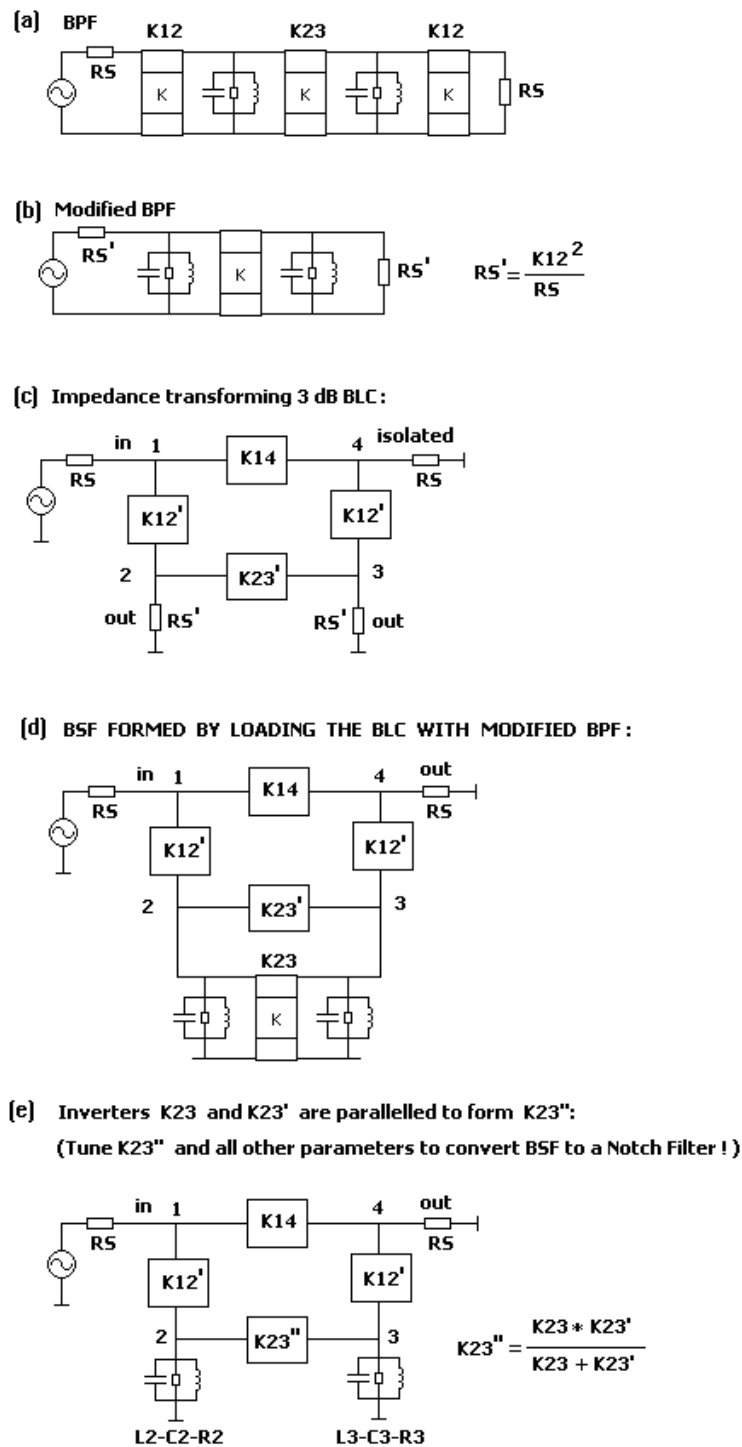 (a) BPF
K12 K23 K12
RS K K K RS
(b) Modified BPF
RS' K RS' RS' = K12²
RS
(c) Impedance transforming 3 dB BLC:
in 1 4 isolated
RS K14 RS
K12' K12'
2 K23' 3
out RS' RS' out
(d) BSF FORMED BY LOADING THE BLC WITH MODIFIED BPF:
in 1 4 out
RS K14 RS
K12' K12'
2 K23' 3
K23
K
(e) Inverters K23 and K23' are parallelled to form K23":
(Tune K23" and all other parameters to convert BSF to a Notch Filter ! )
in 1 4 out
RS K14 RS
K12' K12'
2 K23" 3 K23" = K23 * K23'
K23 + K23'
L2-C2-R2 L3-C3-R3